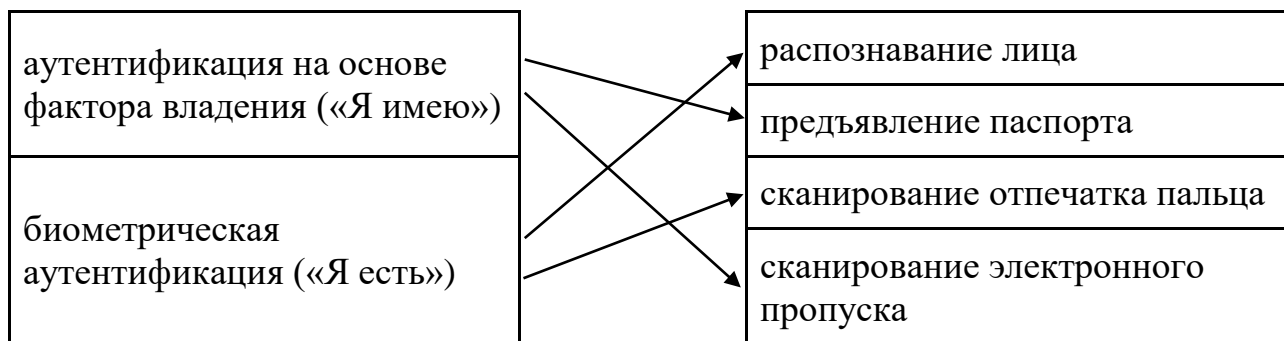 аутентификация на основе
фактора владения («Я имею»)
биометрическая
аутентификация («Я есть»)
распознавание лица
предъявление паспорта
сканирование отпечатка пальца
сканирование электронного
пропуска